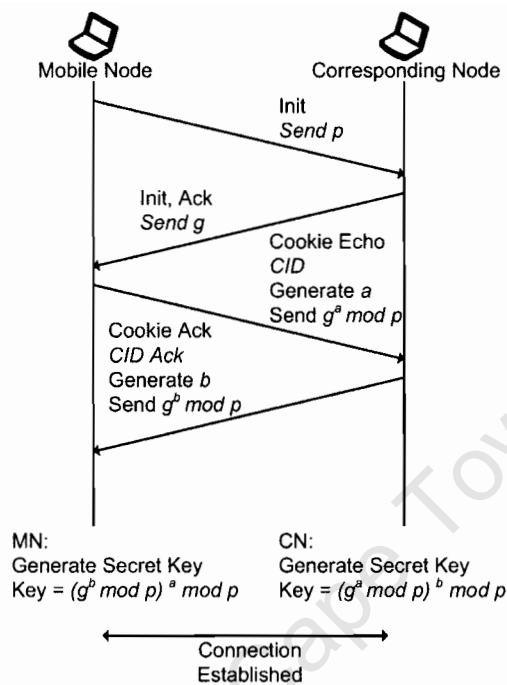 Mobile Node
Corresponding Node
Init
Send p
Init, Ack
Send g
Cookie Echo
CID
Generate a
Send g^a mod p
Cookie Ack
CID Ack
Generate b
Send g^b mod p
MN:
Generate Secret Key
Key = (g^b mod p)^a mod p
CN:
Generate Secret Key
Key = (g^a mod p)^b mod p
Connection
Established
Cape Tow